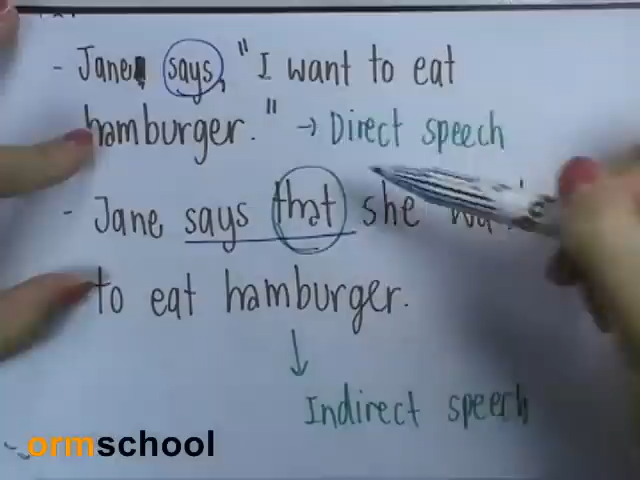 - Jane says, "I want to eat
hamburger." → Direct speech
- Jane says that she
to eat hamburger.
Indirect speech
ormschool